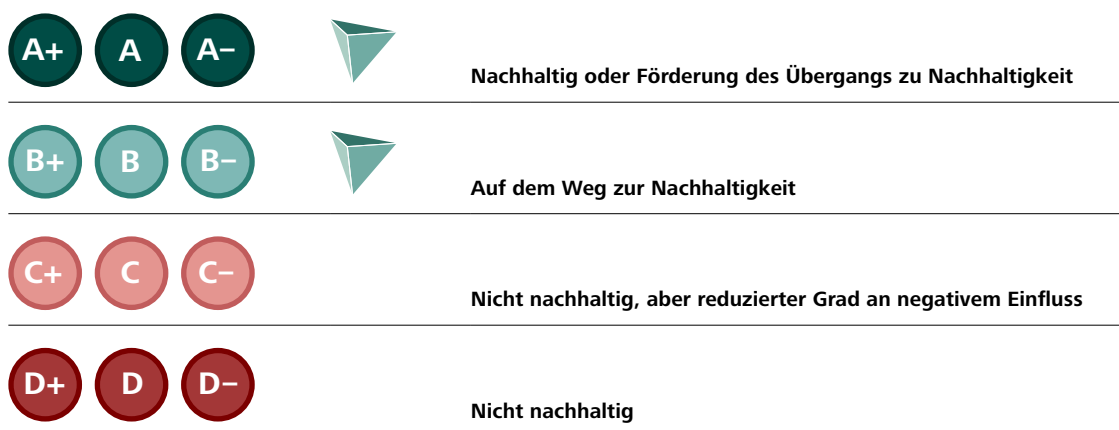 A+ A A–
Nachhaltig oder Förderung des Übergangs zu Nachhaltigkeit
B+ B B–
Auf dem Weg zur Nachhaltigkeit
C+ C C–
Nicht nachhaltig, aber reduzierter Grad an negativem Einfluss
D+ D D–
Nicht nachhaltig